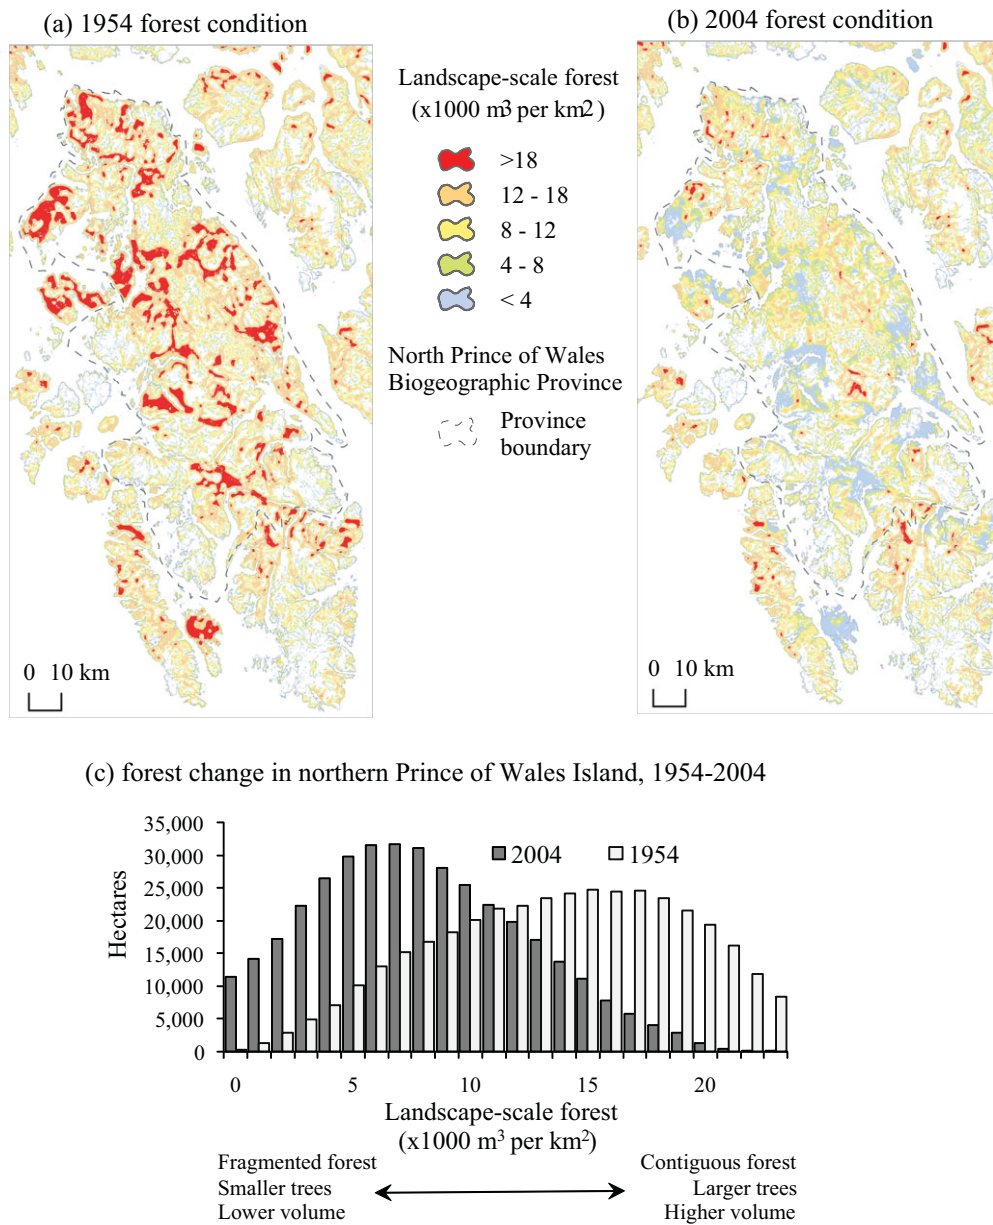 (a) 1954 forest condition
(b) 2004 forest condition
Landscape-scale forest
(x1000 m3 per km2)
>18
12 - 18
8 - 12
4 - 8
< 4
North Prince of Wales
Biogeographic Province
Province
boundary
0 10 km
0 10 km
(c) forest change in northern Prince of Wales Island, 1954-2004
35,000
30,000
25,000
20,000
15,000
10,000
5,000
0
Hectares
2004
1954
0 5 10 15 20
Landscape-scale forest
(x1000 m³ per km²)
Fragmented forest
Smaller trees
Lower volume
Contiguous forest
Larger trees
Higher volume